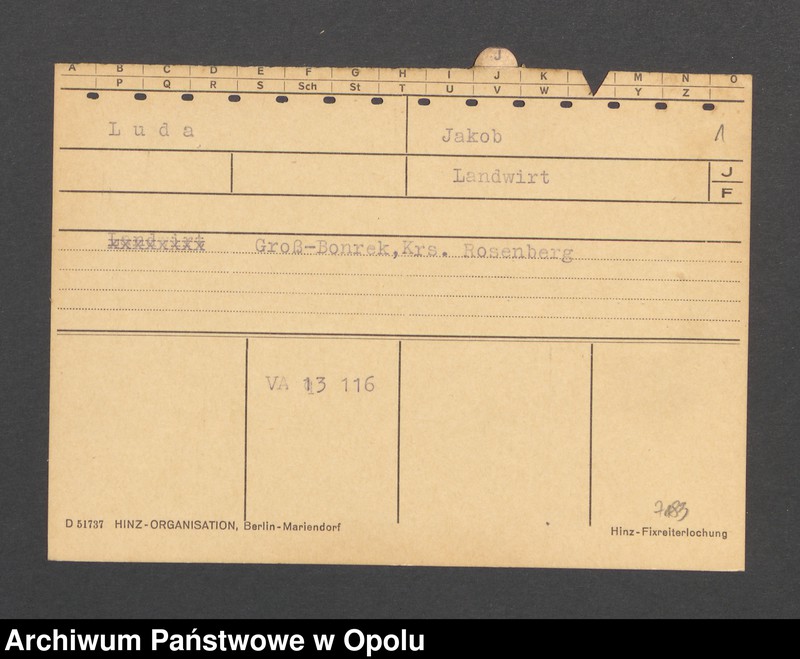 J
A B C D E F G H I J K M N O
P Q R S Sch St T U V W Y Z
Luda Jakob 1
Landwirt J
F
Landwirt Groß-Bonrek,Krs. Rosenberg
VA 13 116
D 51737 HINZ-ORGANISATION, Berlin-Mariendorf
Hinz-Fixreiterlochung
Archiwum Państwowe w Opolu